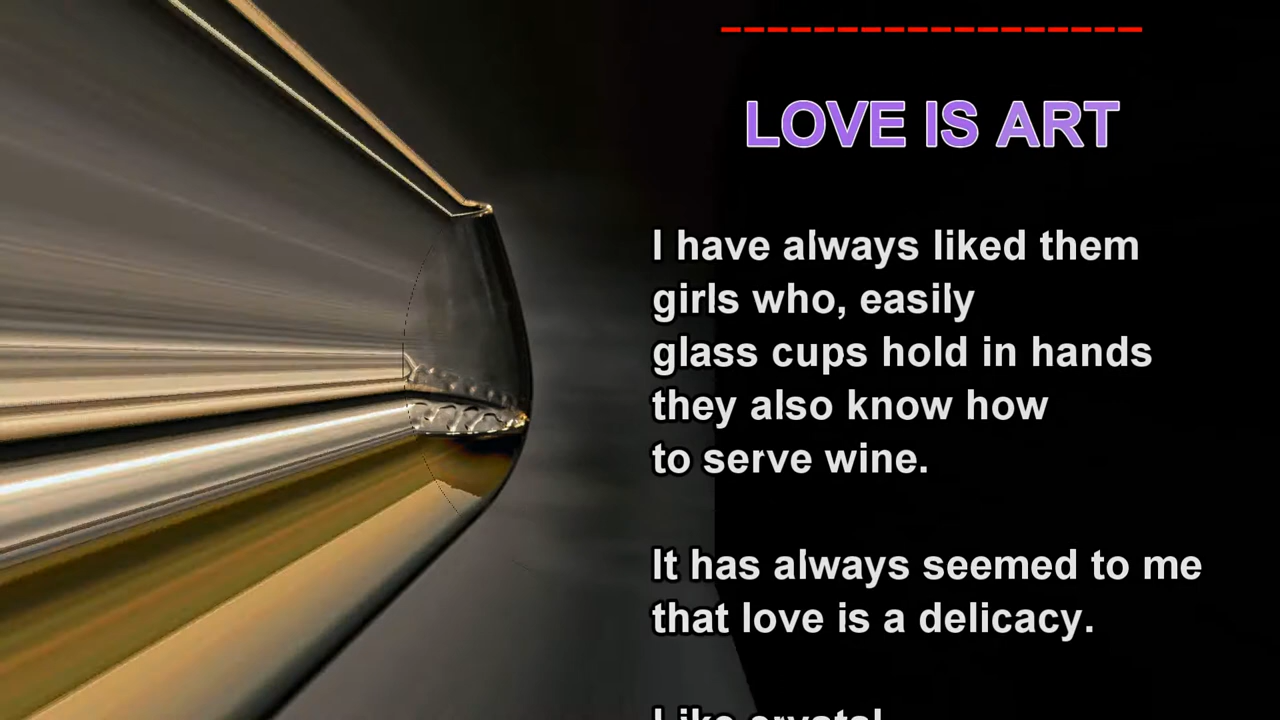 LOVE IS ART
I have always liked them
girls who, easily
glass cups hold in hands
they also know how
to serve wine.
It has always seemed to me
that love is a delicacy.
Like crystal